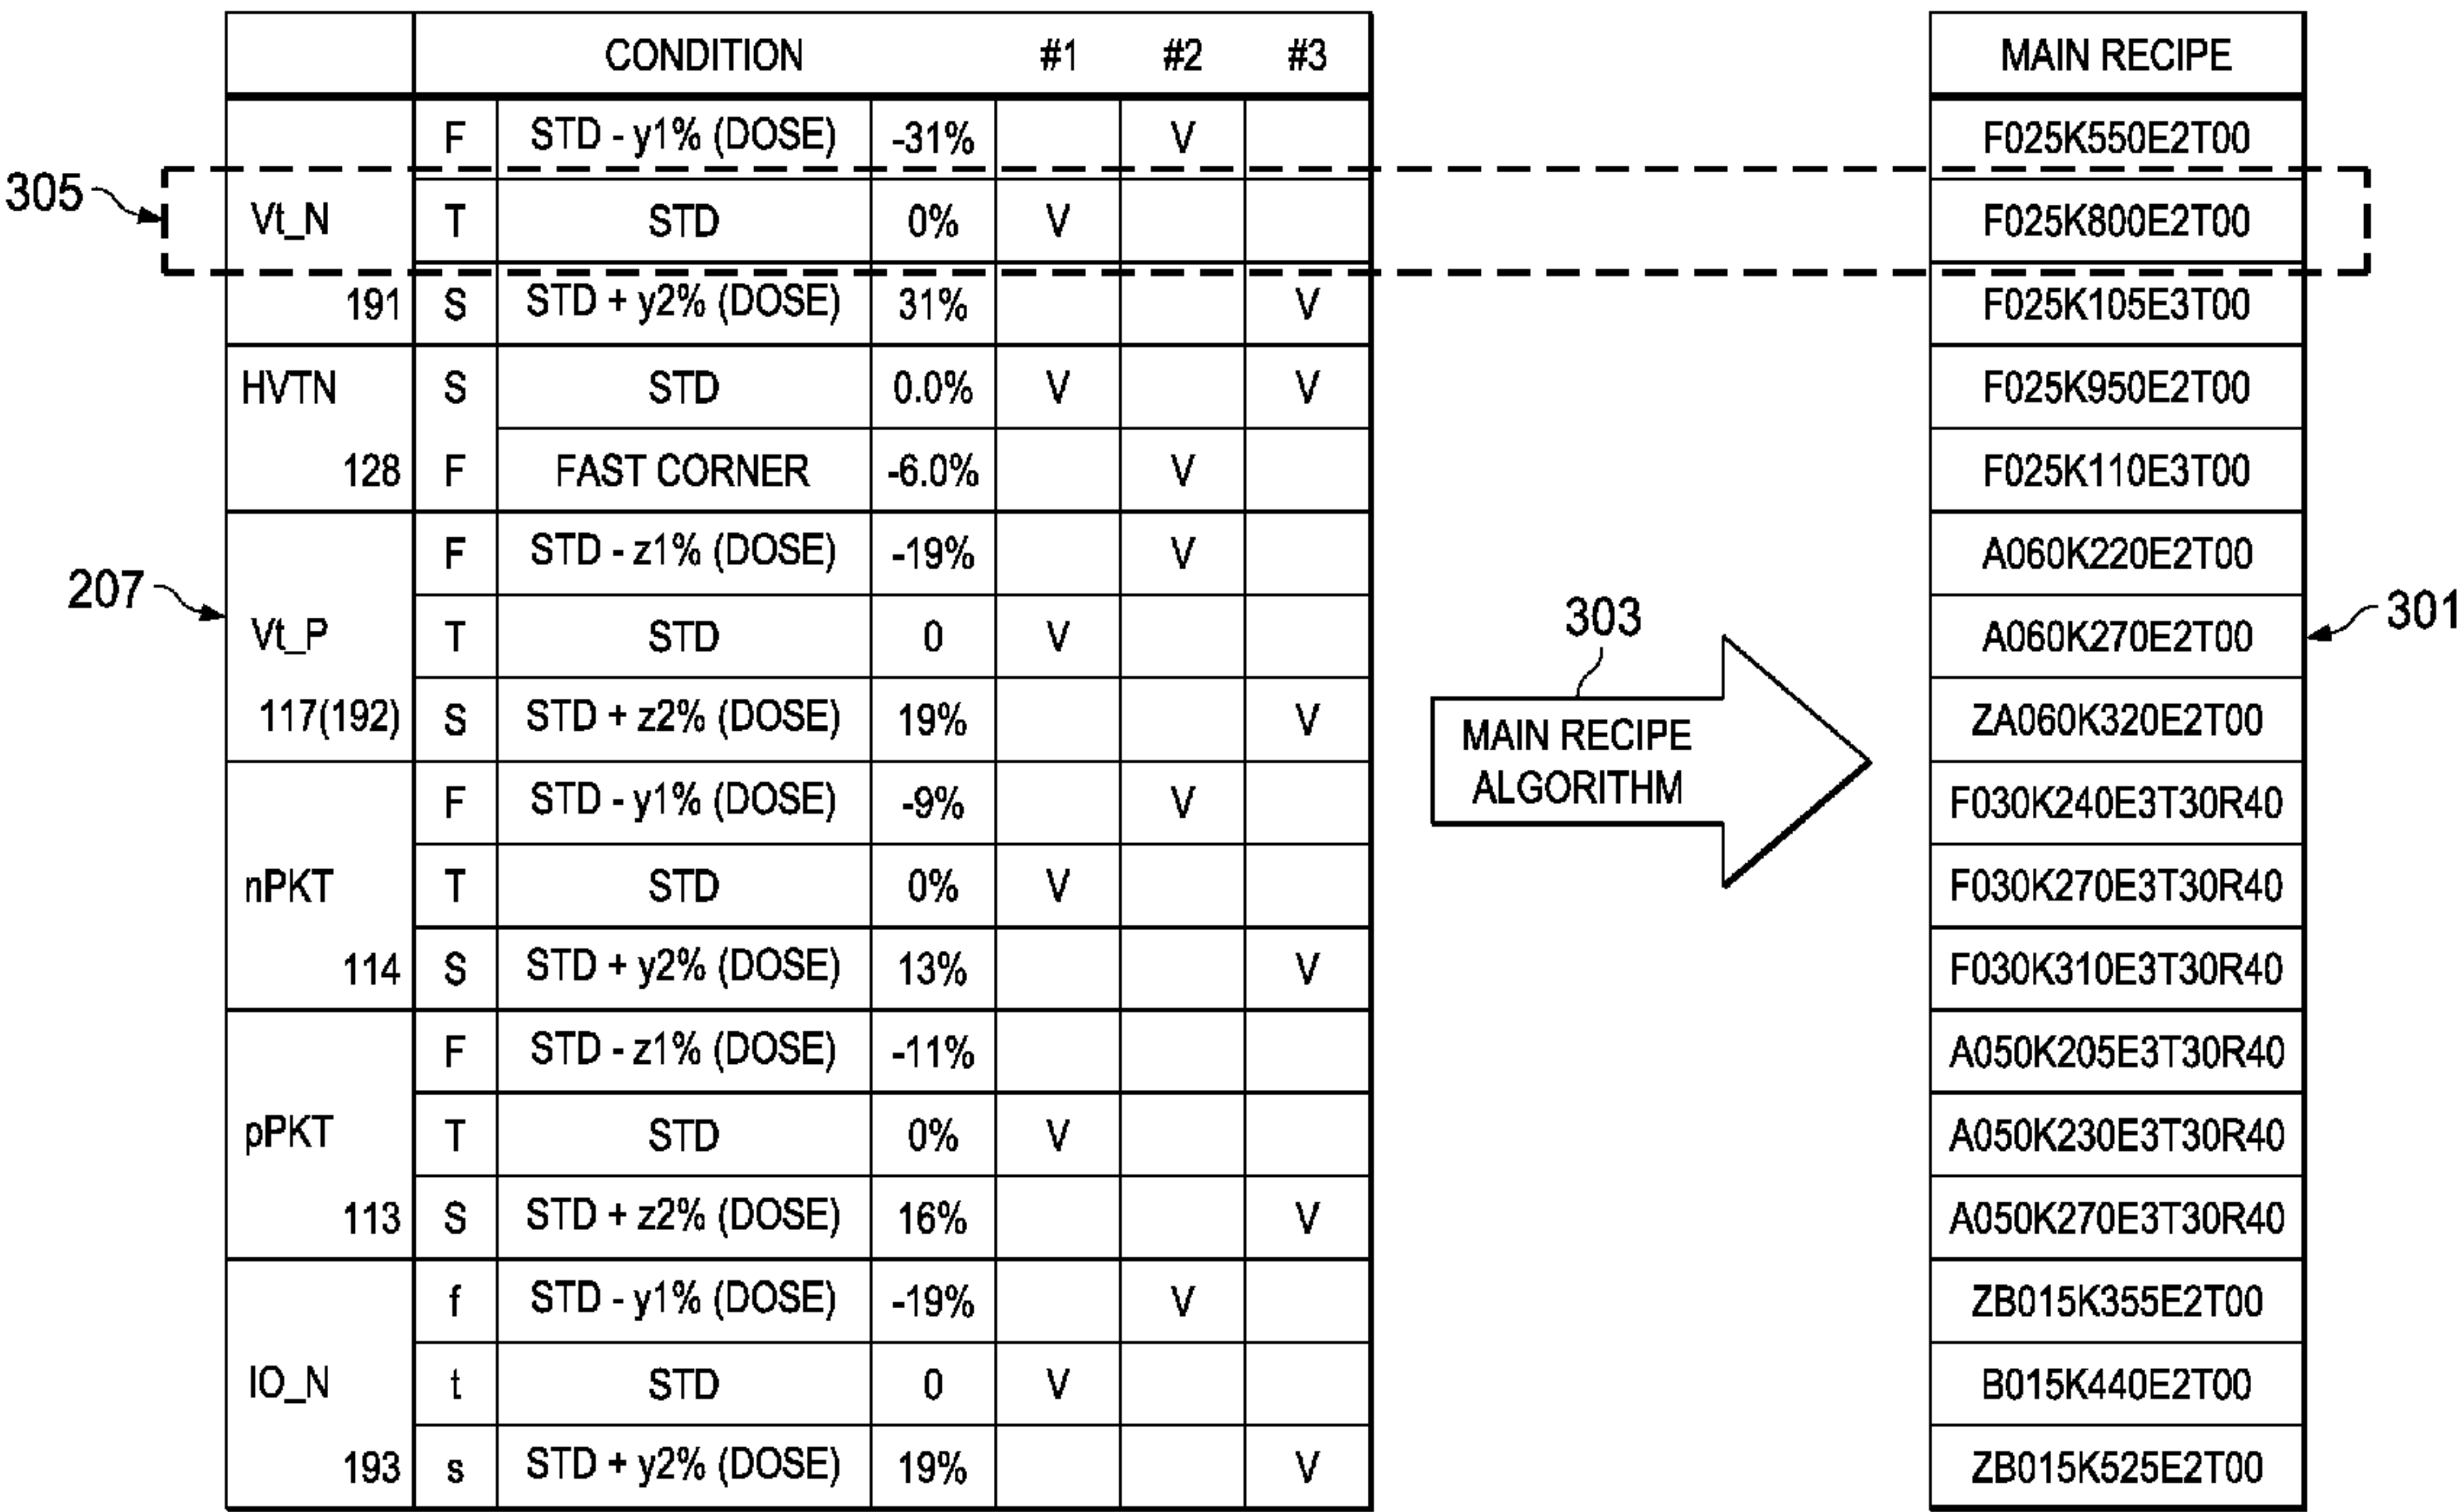 CONDITION #1 #2 #3 MAIN RECIPE
F STD - y1% (DOSE) -31% V F025K550E2T00
305 Vt_N T STD 0% V F025K800E2T00
191 S STD + y2% (DOSE) 31% V F025K105E3T00
HVTN S STD 0.0% V V F025K950E2T00
128 F FAST CORNER -6.0% V F025K110E3T00
F STD - z1% (DOSE) -19% V A060K220E2T00
207 Vt_P T STD 0 V A060K270E2T00 301
117(192) S STD + z2% (DOSE) 19% V ZA060K320E2T00
303
MAIN RECIPE
ALGORITHM
F STD - y1% (DOSE) -9% V F030K240E3T30R40
nPKT T STD 0% V F030K270E3T30R40
114 S STD + y2% (DOSE) 13% V F030K310E3T30R40
F STD - z1% (DOSE) -11% A050K205E3T30R40
pPKT T STD 0% V A050K230E3T30R40
113 S STD + z2% (DOSE) 16% V A050K270E3T30R40
f STD - y1% (DOSE) -19% V ZB015K355E2T00
IO_N t STD 0 V B015K440E2T00
193 s STD + y2% (DOSE) 19% V ZB015K525E2T00